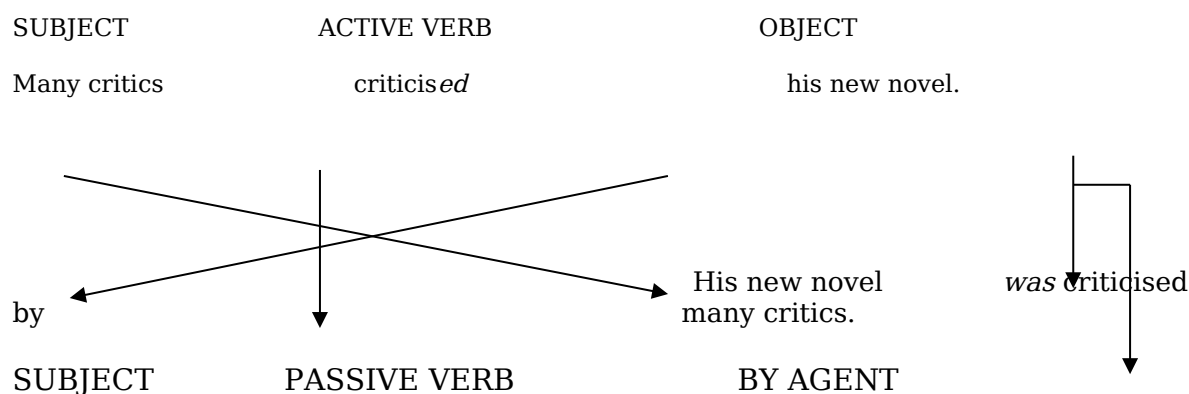 SUBJECT ACTIVE VERB OBJECT
Many critics criticised his new novel.
His new novel was criticised
by many critics.
SUBJECT PASSIVE VERB BY AGENT